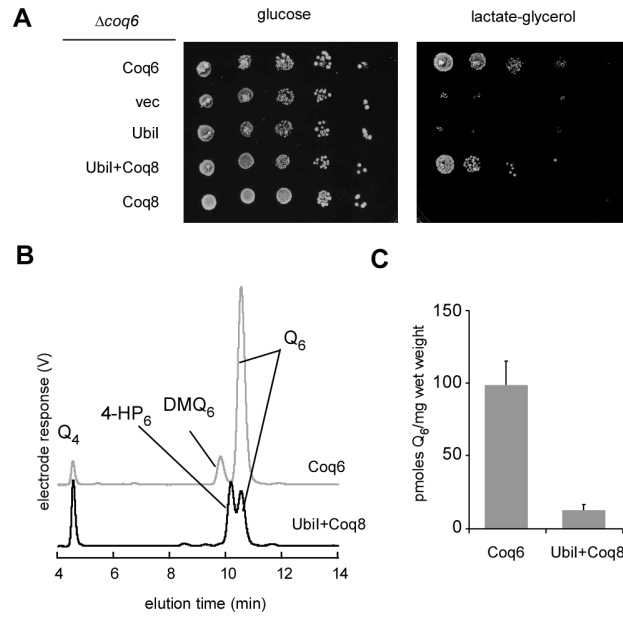 A
Δcoq6
glucose
lactate-glycerol
Coq6
vec
UbiI
UbiI+Coq8
Coq8
B
electrode response (V)
Q4
4-HP6
DMQ6
Q6
Coq6
UbiI+Coq8
4 6 8 10 12 14
elution time (min)
C
pmoles Q6/mg wet weight
150
100
50
0
Coq6 UbiI+Coq8